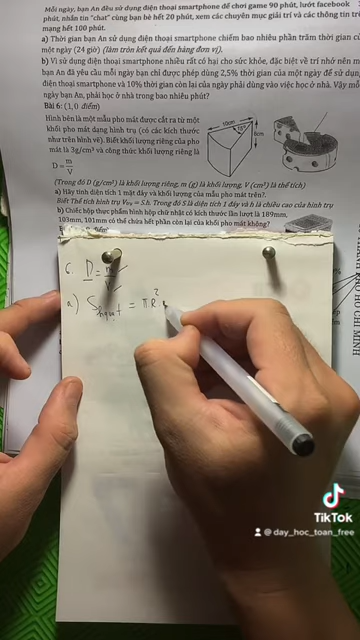 Mỗi ngày, bạn An đều sử dụng điện thoại smartphone để chơi game 90 phút, lướt facebook
phút, nhắn tin "chat" cùng bạn bè hết 20 phút, xem các chuyên mục giải trí và các thông tin
mạng hết 100 phút.
a) Thời gian bạn An sử dụng điện thoại smartphone chiếm bao nhiêu phần trăm thời gian củ
một ngày (24 giờ) (làm tròn kết quả đến hàng đơn vị).
b) Vì sử dụng điện thoại smartphone nhiều rất có hại cho sức khỏe, đặc biệt về trí nhớ nên m
bạn An đã yêu cầu mỗi ngày bạn chỉ được phép dùng 2,5% thời gian của một ngày để sử dụn
điện thoại smartphone và 10% thời gian còn lại của ngày phải dùng vào việc học ở nhà. Vậy mỗ
ngày bạn An, phải học ở nhà trong bao nhiêu phút?
Bài 6: (1,0 điểm)
Hình bên là một mẫu pho mát được cắt ra từ một
khối pho mát dạng hình trụ (có các kích thước
như trên hình vẽ). Biết khối lượng riêng của pho
mát là 3g/cm³ và công thức khối lượng riêng là
D = m/V
10cm
15°
8cm
(Trong đó D (g/cm³) là khối lượng riêng, m (g) là khối lượng, V (cm³) là thể tích)
a) Hãy tính diện tích 1 mặt đáy và khối lượng của mẫu pho mát trên?.
Biết Thể tích hình trụ Vtrụ = S.h. Trong đó S là diện tích 1 đáy và h là chiều cao của hình trụ
b) Chiếc hộp thực phẩm hình hộp chữ nhật có kích thước lần lượt là 189mm,
103mm, 101mm có thể chứa hết phần còn lại của khối pho mát không?
6. D = m/V
a) Squạt = πR²
TikTok
@day_hoc_toan_free